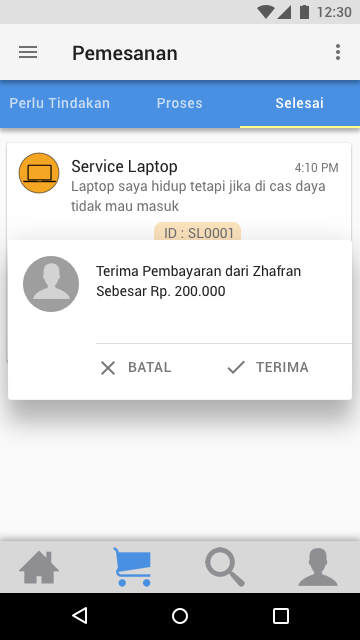 12:30
Pemesanan
Perlu Tindakan
Proses
Selesai
Service Laptop
4:10 PM
Laptop saya hidup tetapi jika di cas daya
tidak mau masuk
ID : SL0001
Terima Pembayaran dari Zhafran
Sebesar Rp. 200.000
BATAL
TERIMA